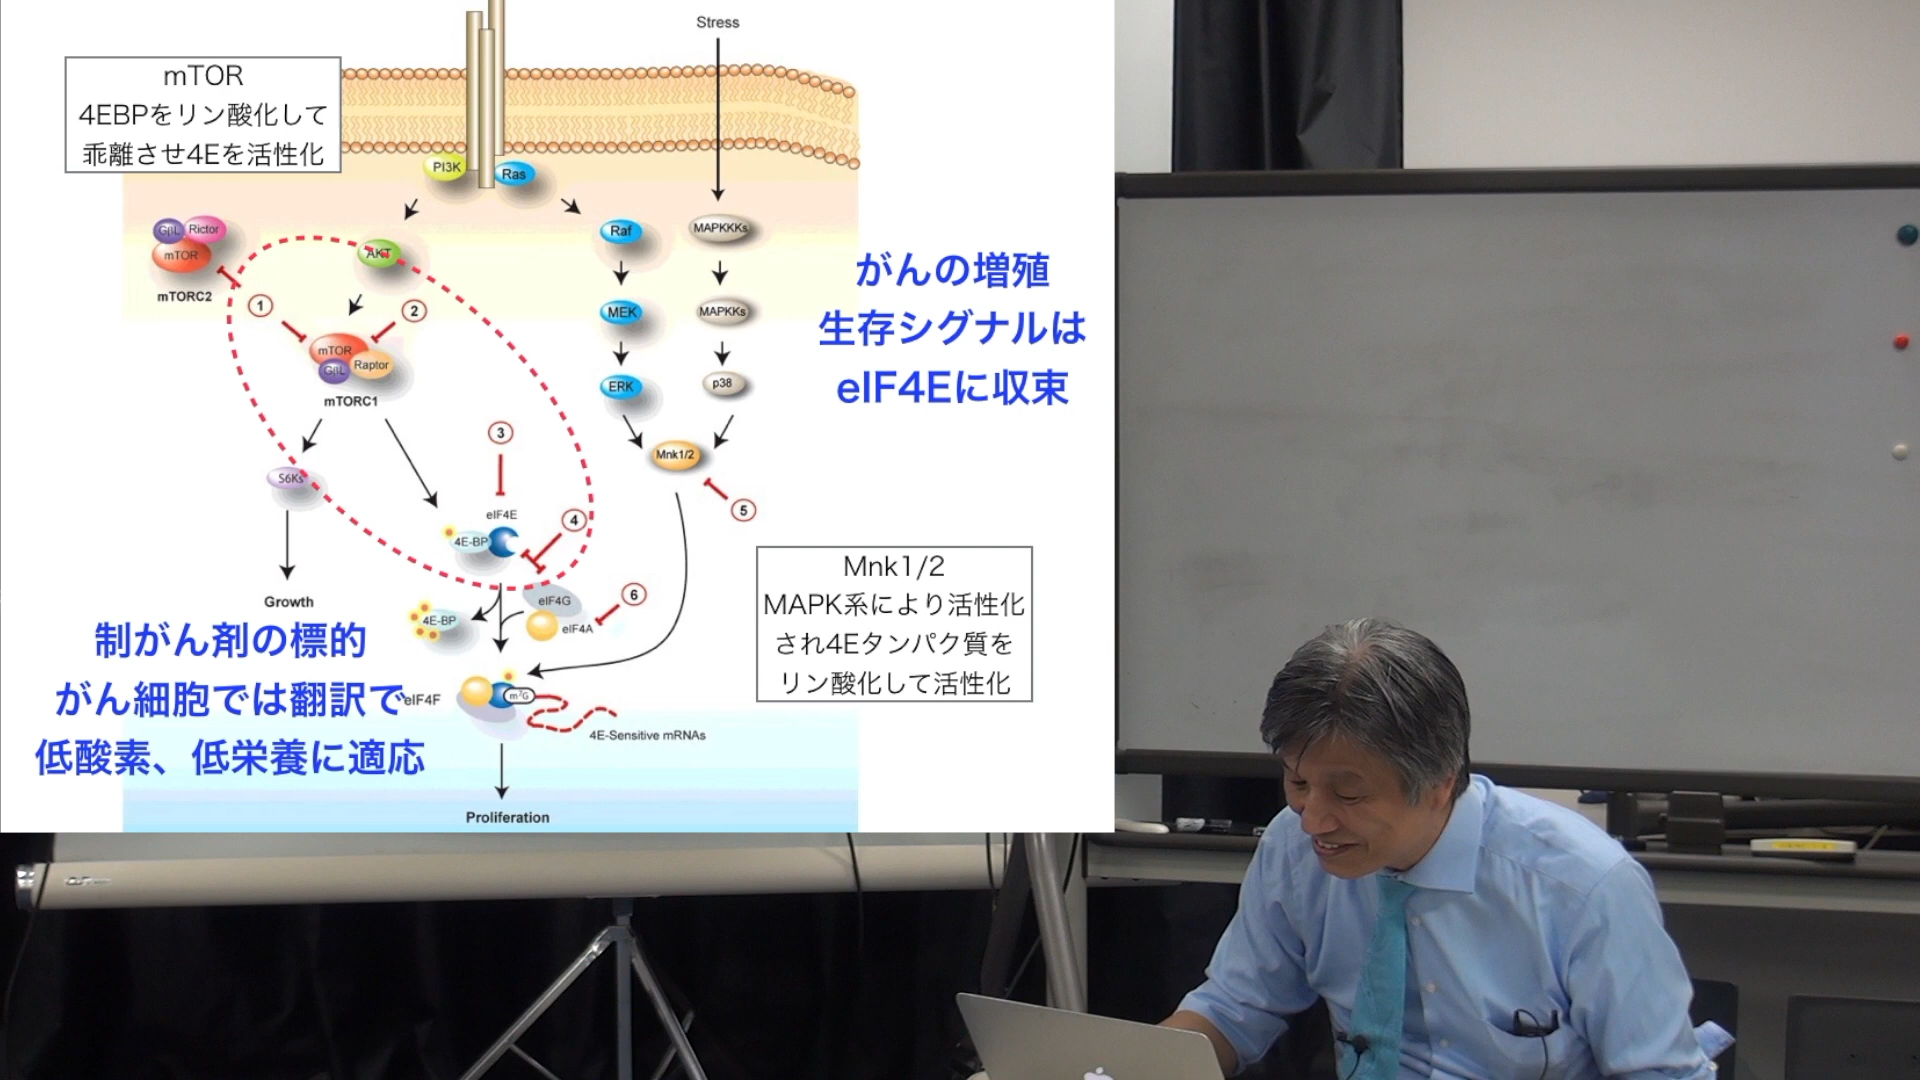 Stress
mTOR
4EBPをリン酸化して
乖離させ4Eを活性化
PI3K
Ras
GβL
Rictor
mTOR
mTORC2
AKT
Raf
MAPKKKs
1
2
MEK
MAPKKs
mTOR
GβL
Raptor
mTORC1
ERK
p38
がんの増殖
生存シグナルは
eIF4Eに収束
3
Mnk1/2
S6Ks
5
eIF4E
4
4E-BP
Mnk1/2
MAPK系により活性化
され4Eタンパク質を
リン酸化して活性化
Growth
eIF4G
6
4E-BP
eIF4A
制がん剤の標的
がん細胞では翻訳で
低酸素、低栄養に適応
eIF4F
m7G
4E-Sensitive mRNAs
Proliferation